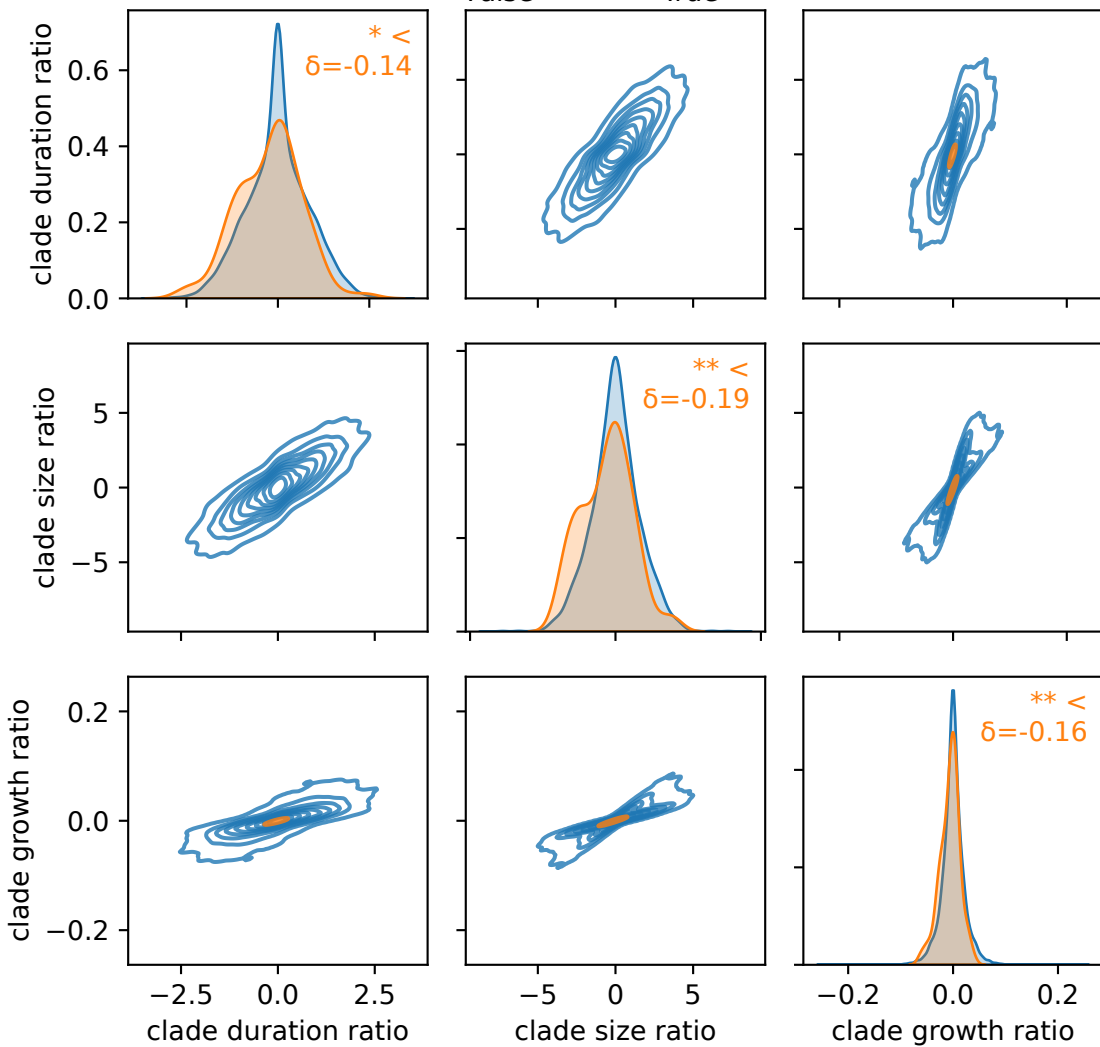 False True
clade duration ratio
0.6
0.4
0.2
0.0
* <
δ=-0.14
clade size ratio
5
0
−5
** <
δ=-0.19
clade growth ratio
0.2
0.0
−0.2
** <
δ=-0.16
−2.5 0.0 2.5
−5 0 5
−0.2 0.0 0.2
clade duration ratio
clade size ratio
clade growth ratio